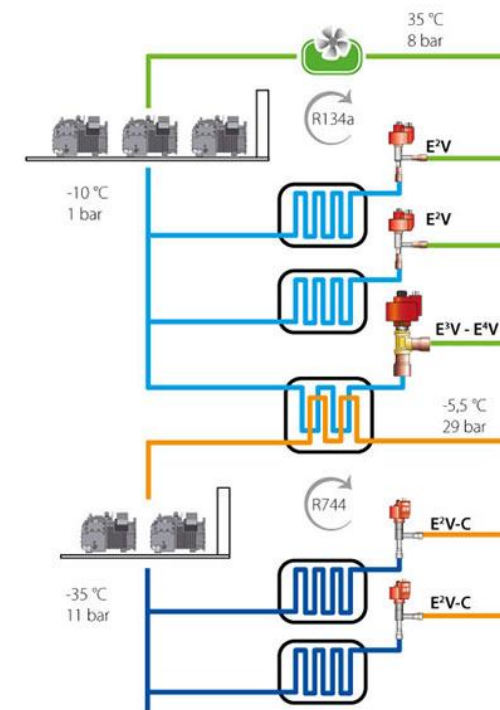 35 °C
8 bar
R134a
E²V
-10 °C
1 bar
E²V
E³V - E⁴V
-5,5 °C
29 bar
R744
E²V-C
-35 °C
11 bar
E²V-C